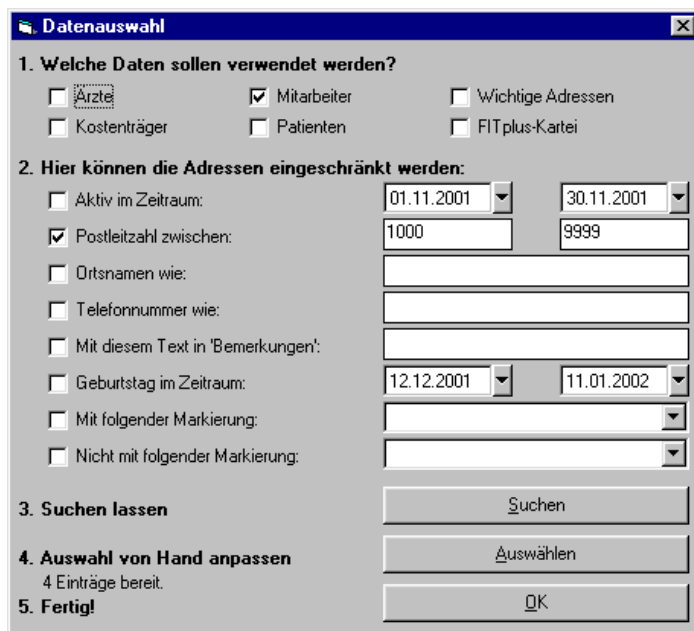 Datenauswahl
1. Welche Daten sollen verwendet werden?
Ärzte Mitarbeiter Wichtige Adressen
Kostenträger Patienten FITplus-Kartei
2. Hier können die Adressen eingeschränkt werden:
Aktiv im Zeitraum: 01.11.2001 30.11.2001
Postleitzahl zwischen: 1000 9999
Ortsnamen wie:
Telefonnummer wie:
Mit diesem Text in 'Bemerkungen':
Geburtstag im Zeitraum: 12.12.2001 11.01.2002
Mit folgender Markierung:
Nicht mit folgender Markierung:
3. Suchen lassen Suchen
4. Auswahl von Hand anpassen Auswählen
4 Einträge bereit.
5. Fertig! OK